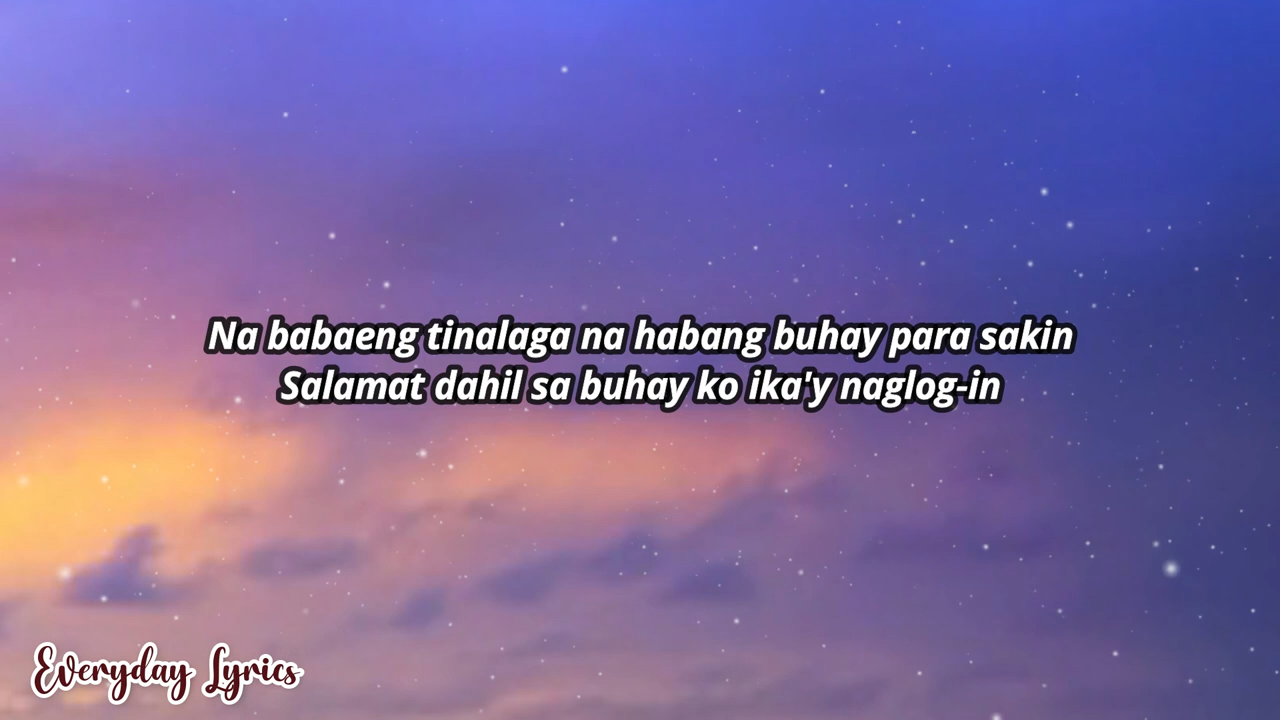 Na babaeng tinalaga na habang buhay para sakin
Salamat dahil sa buhay ko ika'y naglog-in
Everyday Lyrics